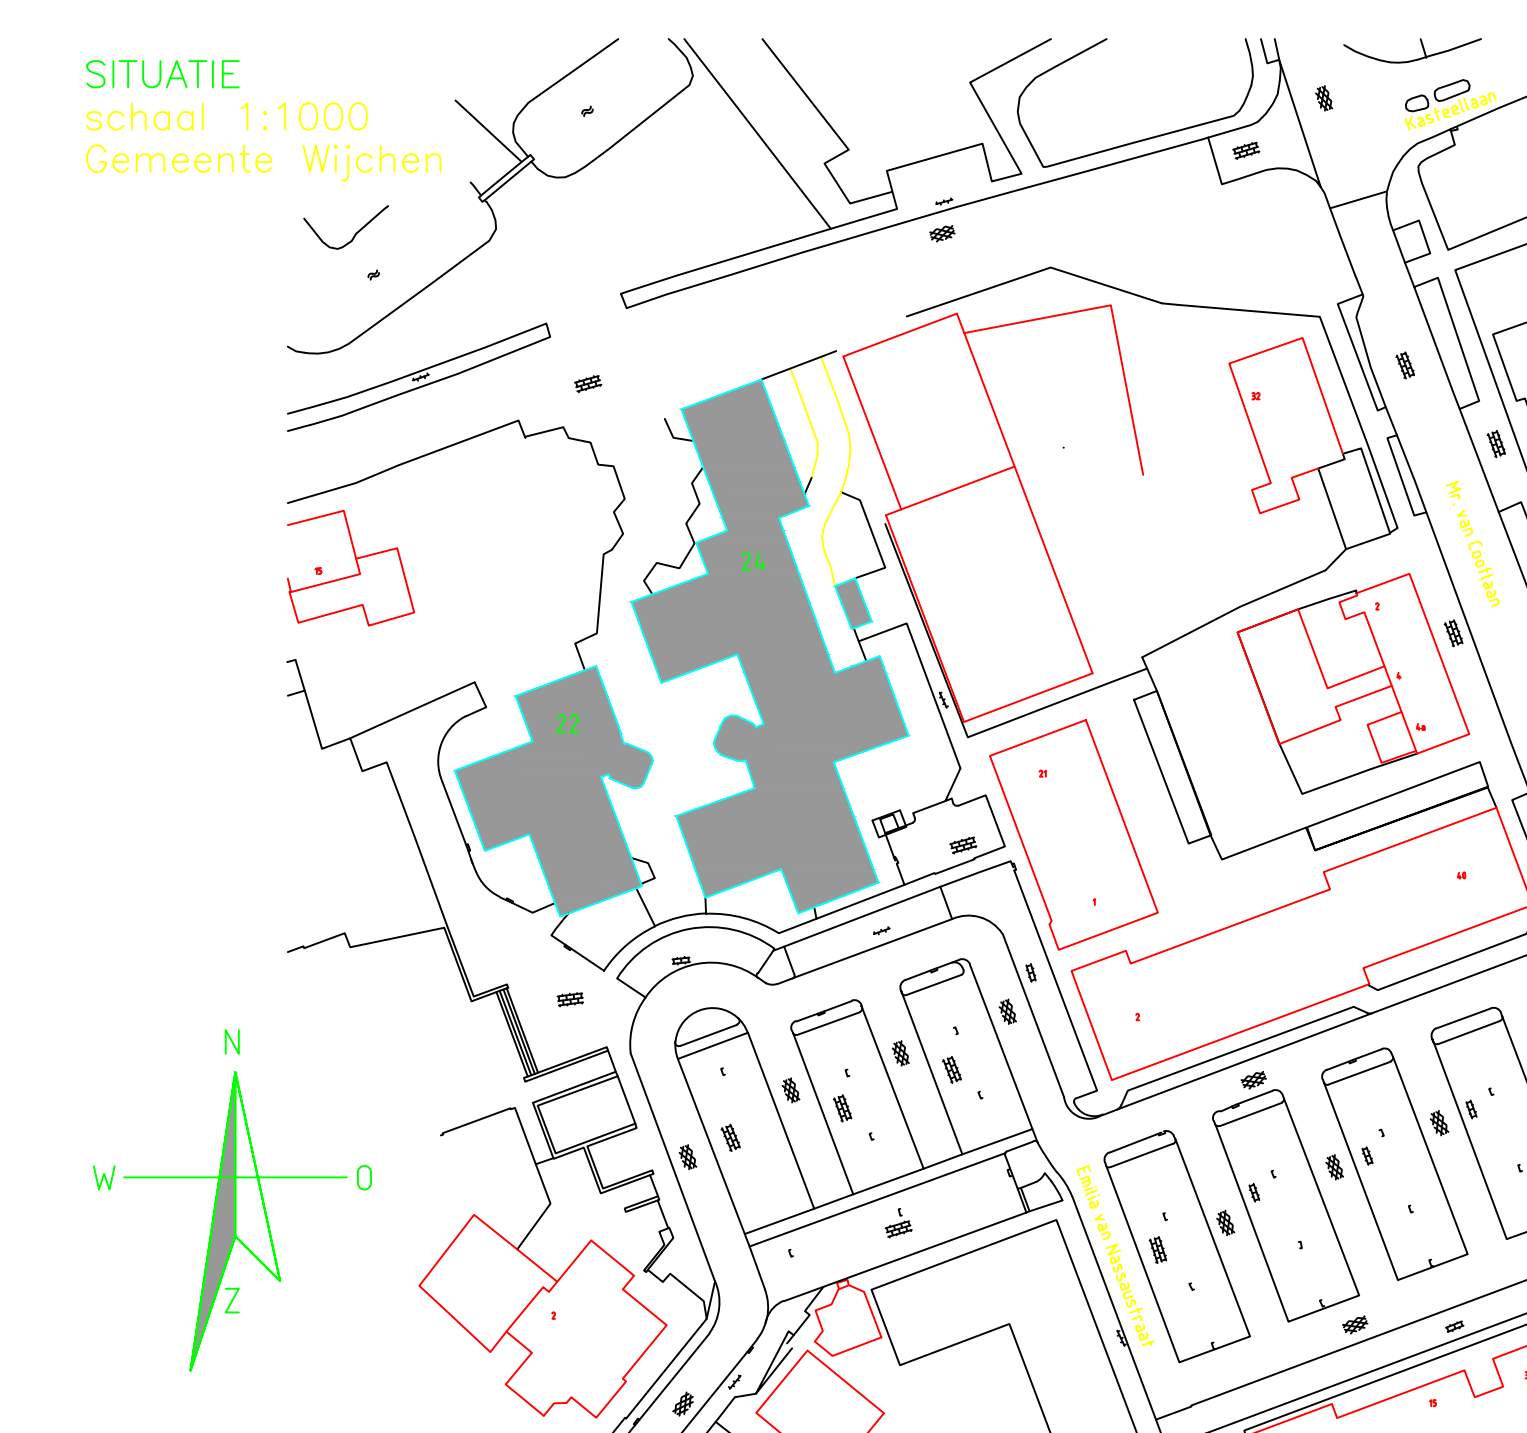 SITUATIE
schaal 1:1000
Gemeente Wijchen
Kasteellaan
32
Mr. van Cootlaan
24
15
2
4
4a
22
21
1
40
2
N
W
O
Z
Emilia van Nassaustraat
2
15